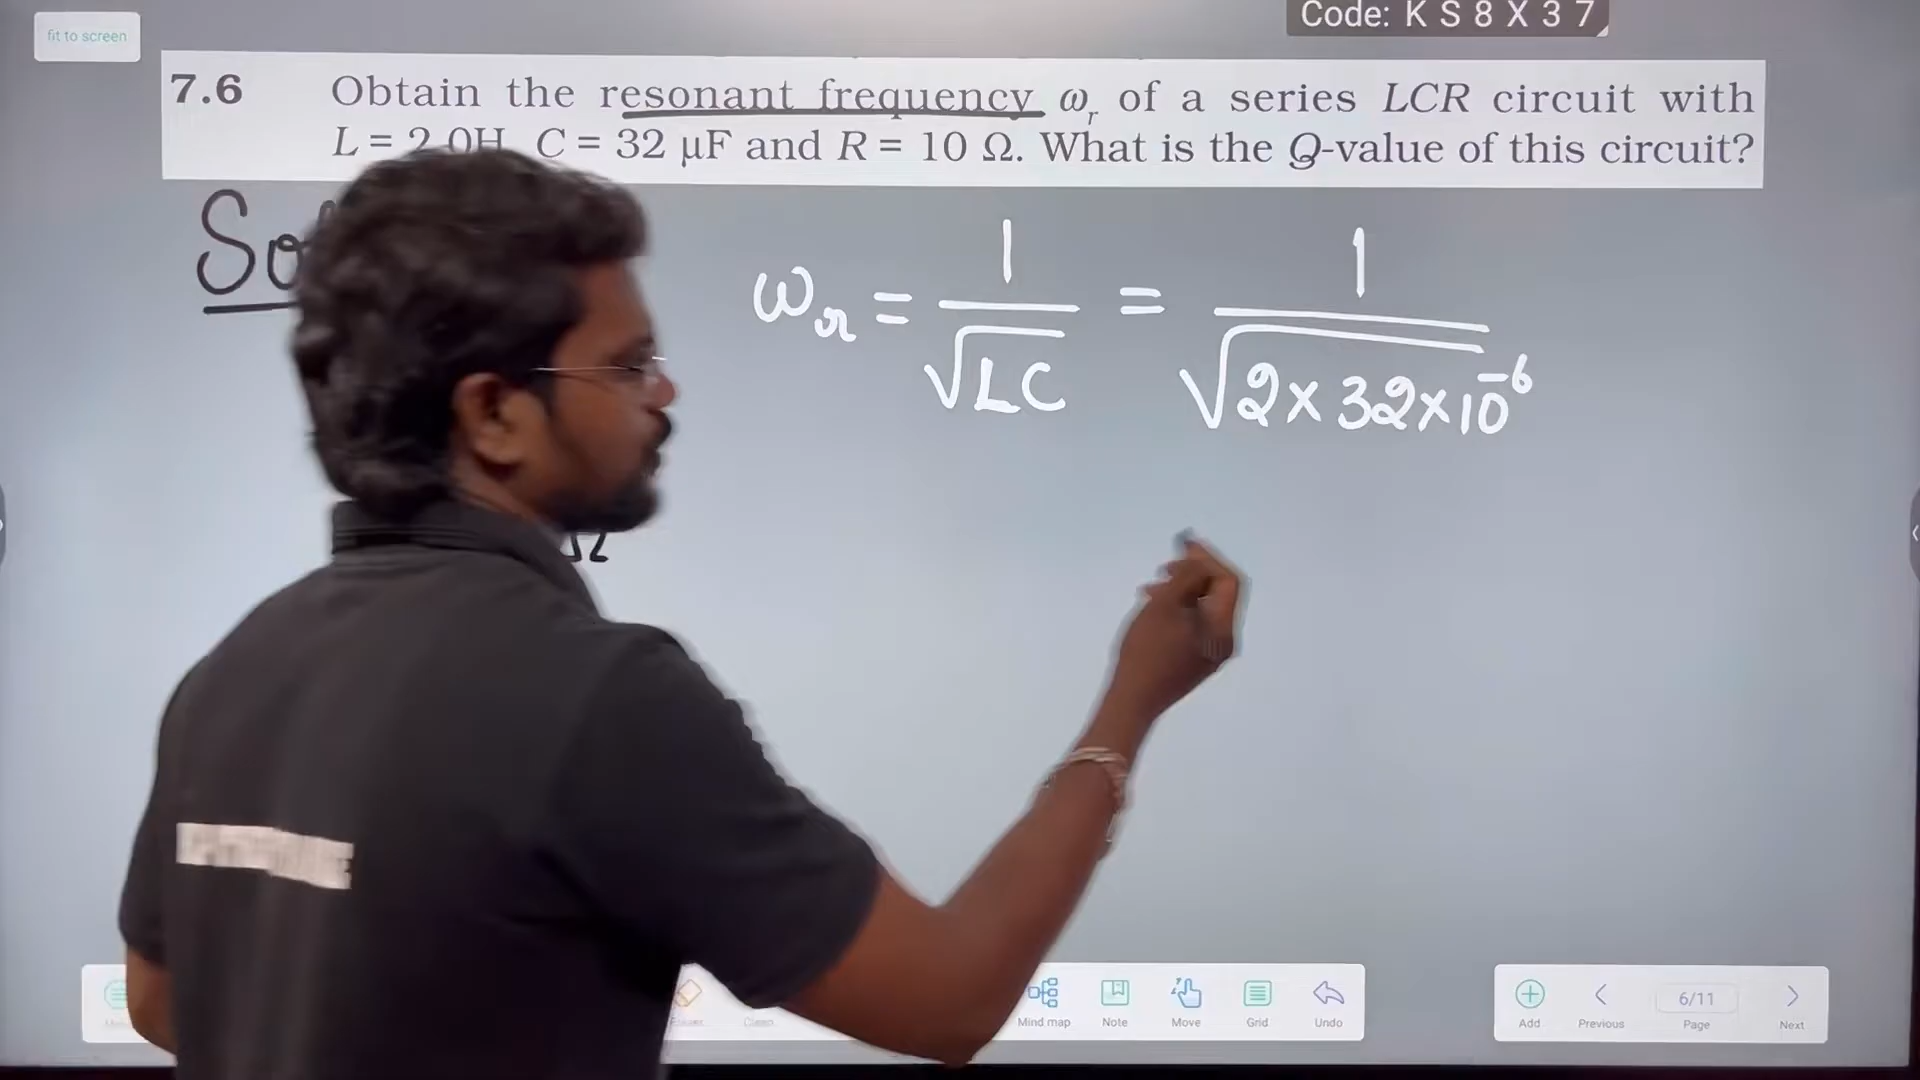 fit to screen
Code: K S 8 X 3 7
7.6 Obtain the resonant frequency ωr of a series LCR circuit with
L = 2.0H, C = 32 μF and R = 10 Ω. What is the Q-value of this circuit?
ωr = 1/√LC = 1/√2×32×10⁻⁶
Ω
Mind map
Note
Move
Grid
Undo
Add
Previous
6/11
Page
Next